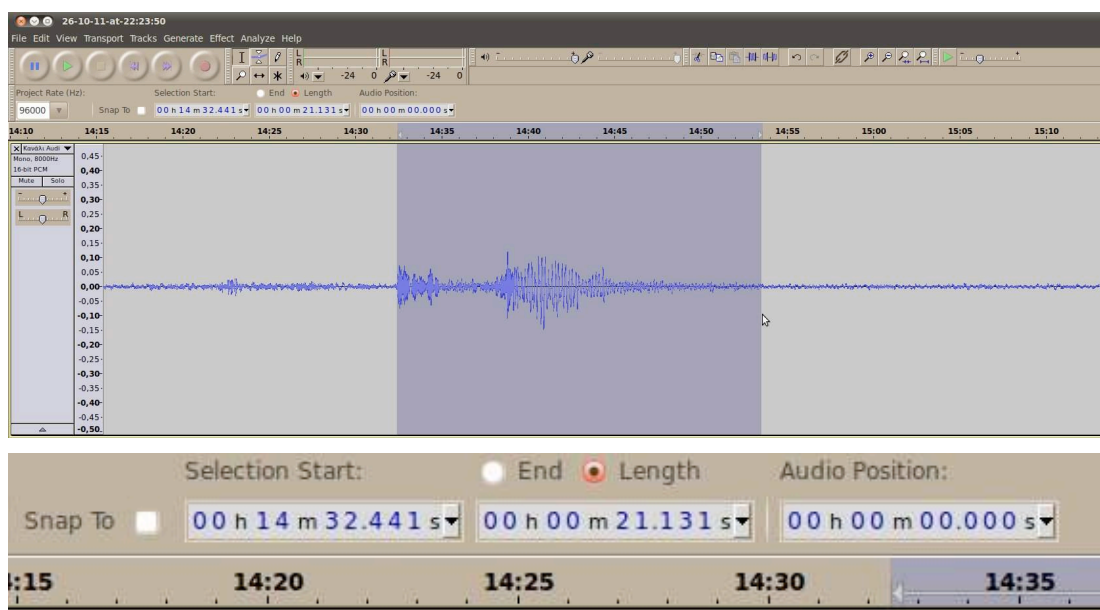 26-10-11-at-22:23:50
File Edit View Transport Tracks Generate Effect Analyze Help
L
R
L
R
-24 0 -24 0
Project Rate (Hz): Selection Start: End Length Audio Position:
96000 Snap To 00 h 14 m 32.441 s 00 h 00 m 21.131 s 00 h 00 m 00.000 s
14:10 14:15 14:20 14:25 14:30 14:35 14:40 14:45 14:50 14:55 15:00 15:05 15:10
X Κανάλι Audi
Mono, 8000Hz
16-bit PCM
Mute Solo
- +
L R
0,45
0,40
0,35
0,30
0,25
0,20
0,15
0,10
0,05
0,00
-0,05
-0,10
-0,15
-0,20
-0,25
-0,30
-0,35
-0,40
-0,45
-0,50
Selection Start: End Length Audio Position:
Snap To 00 h 14 m 32.441 s 00 h 00 m 21.131 s 00 h 00 m 00.000 s
:15 14:20 14:25 14:30 14:35